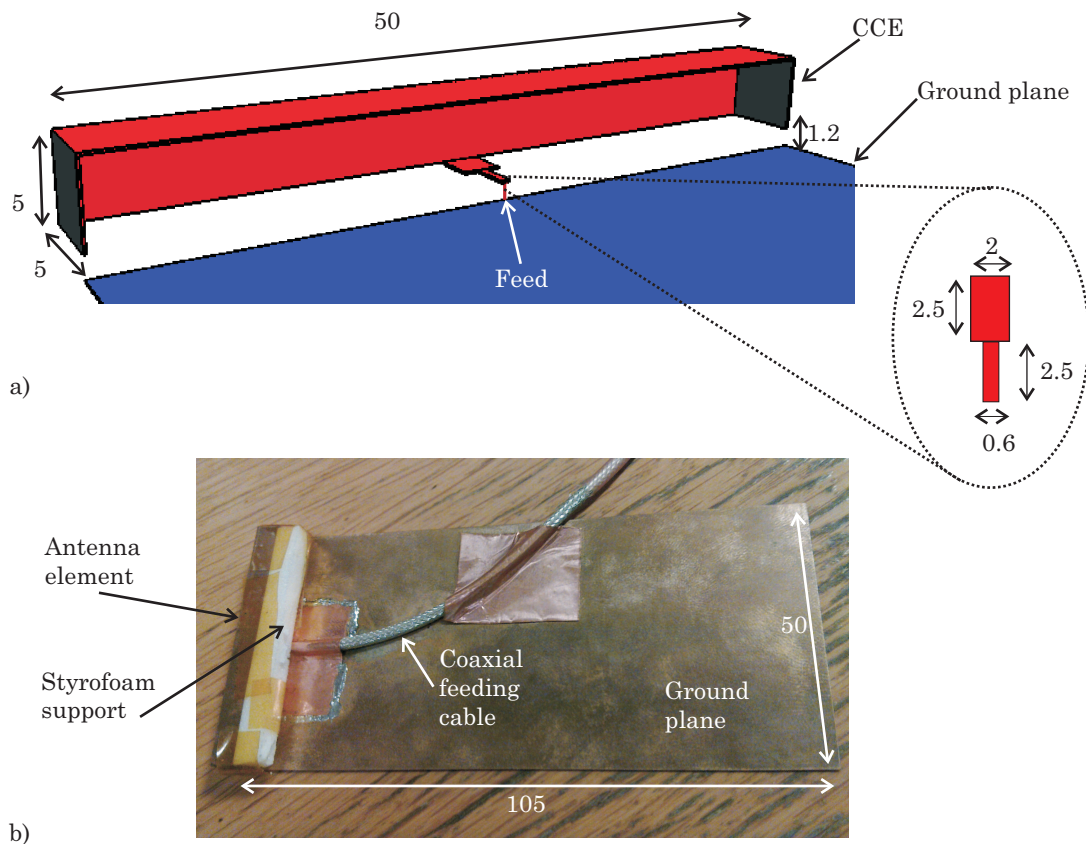 50
CCE
Ground plane
1.2
5
5
Feed
2
2.5
2.5
0.6
a)
Antenna
element
Styrofoam
support
Coaxial
feeding
cable
Ground
plane
50
105
b)